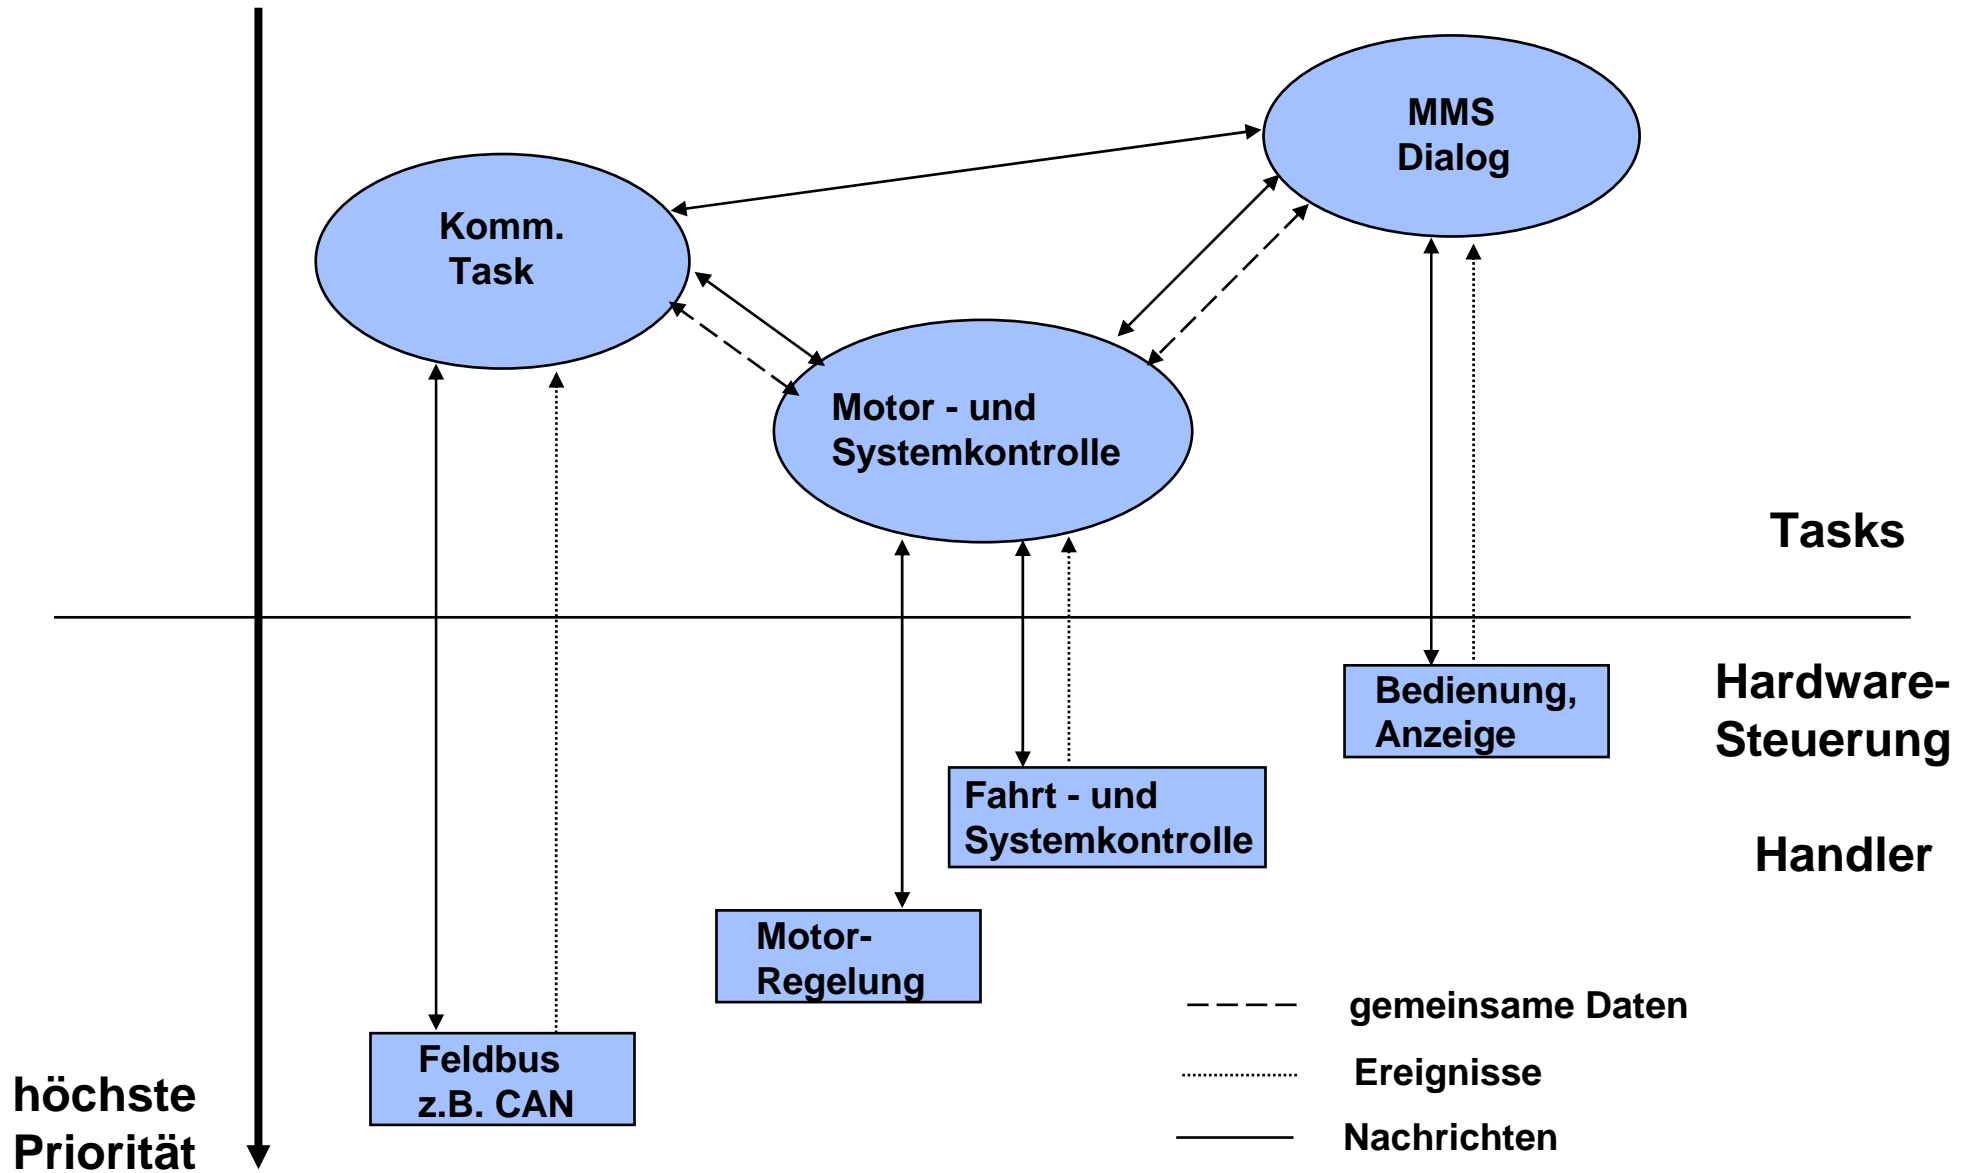 MMS
Dialog
Komm.
Task
Motor - und
Systemkontrolle
Tasks
Hardware-
Steuerung
Bedienung,
Anzeige
Fahrt - und
Systemkontrolle
Handler
Motor-
Regelung
gemeinsame Daten
Feldbus
z.B. CAN
Ereignisse
höchste
Priorität
Nachrichten